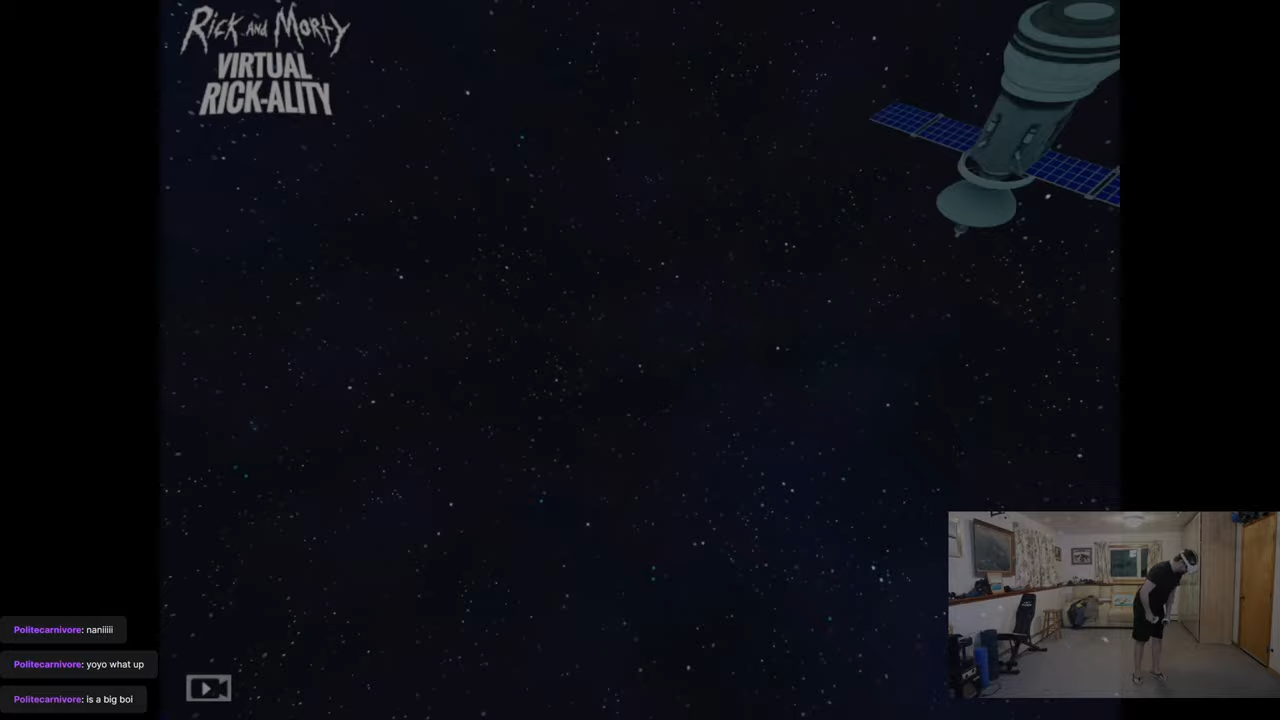 Rick and Morty
VIRTUAL
RICK-ALITY
Politecarnivore: naniiiii
Politecarnivore: yoyo what up
Politecarnivore: is a big boi